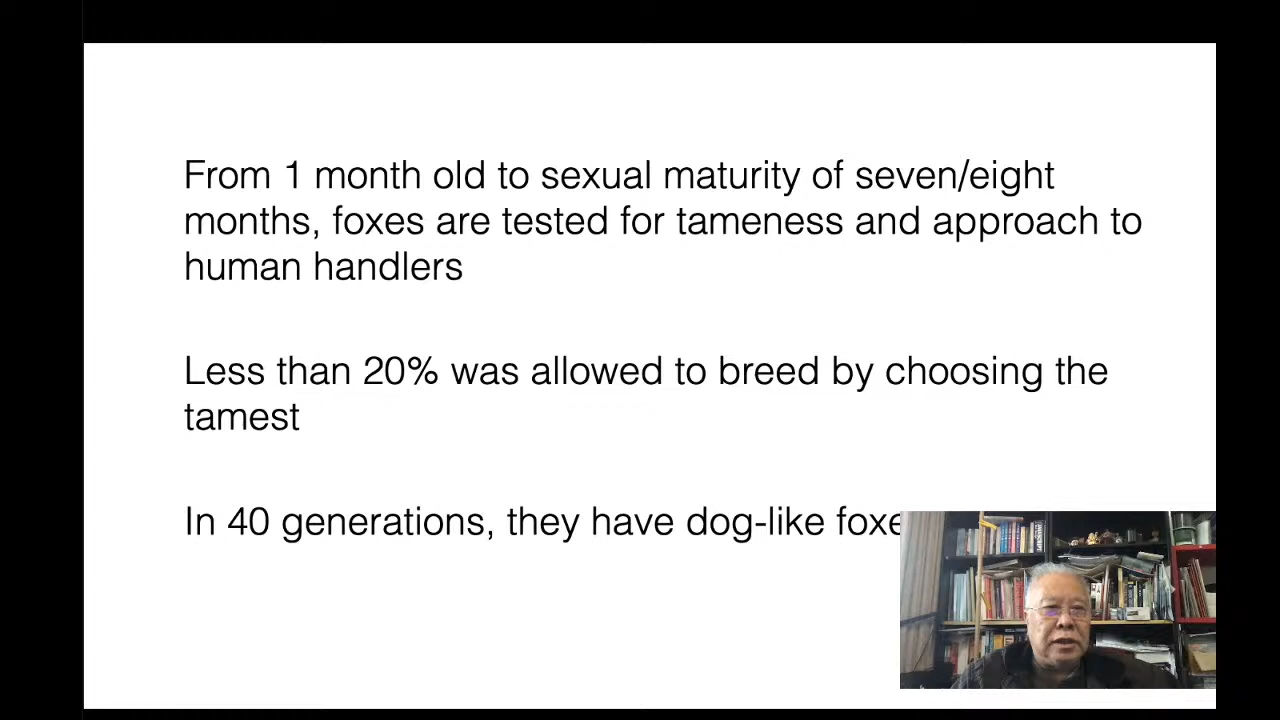 From 1 month old to sexual maturity of seven/eight
months, foxes are tested for tameness and approach to
human handlers
Less than 20% was allowed to breed by choosing the
tamest
In 40 generations, they have dog-like